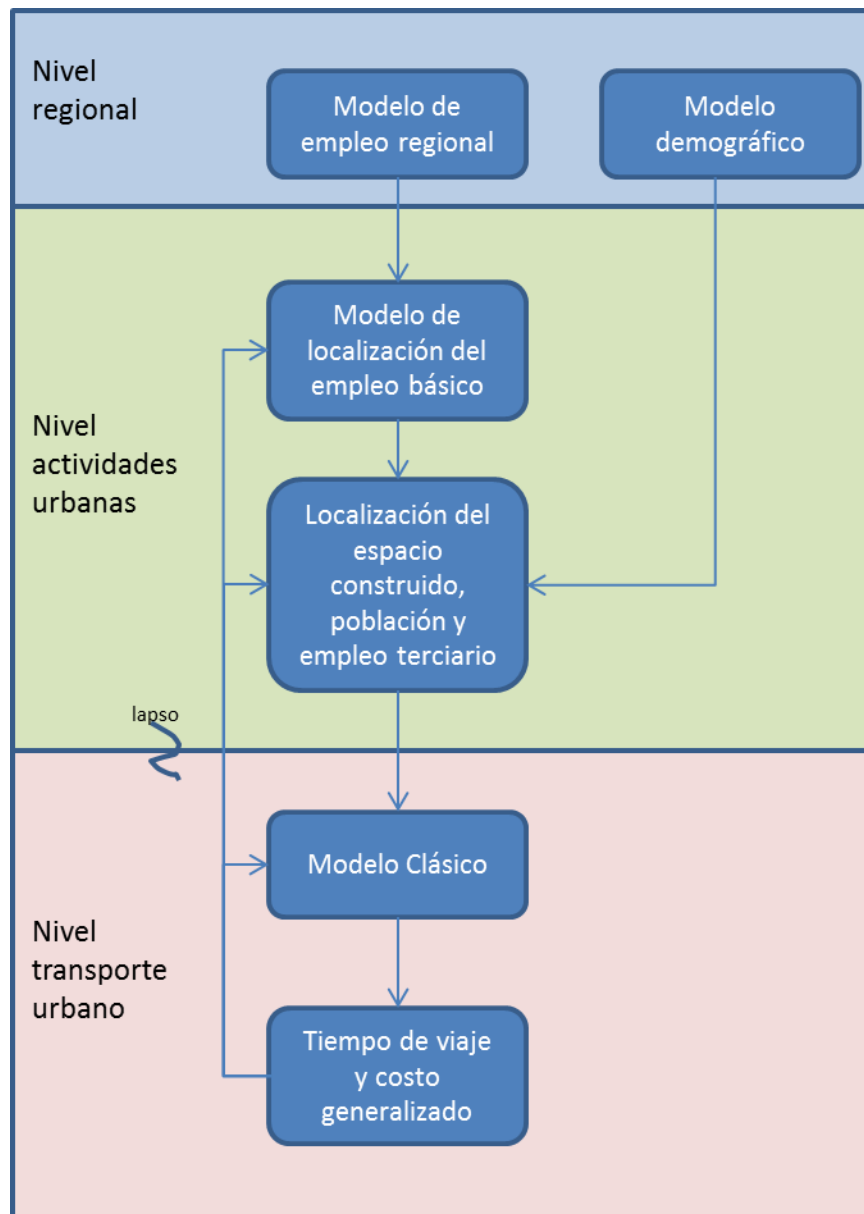 Nivel
regional
Modelo de
empleo regional
Modelo
demográfico
Modelo de
localización del
empleo básico
Nivel
actividades
urbanas
Localización del
espacio
construido,
población y
empleo terciario
lapso
Modelo Clásico
Nivel
transporte
urbano
Tiempo de viaje
y costo
generalizado